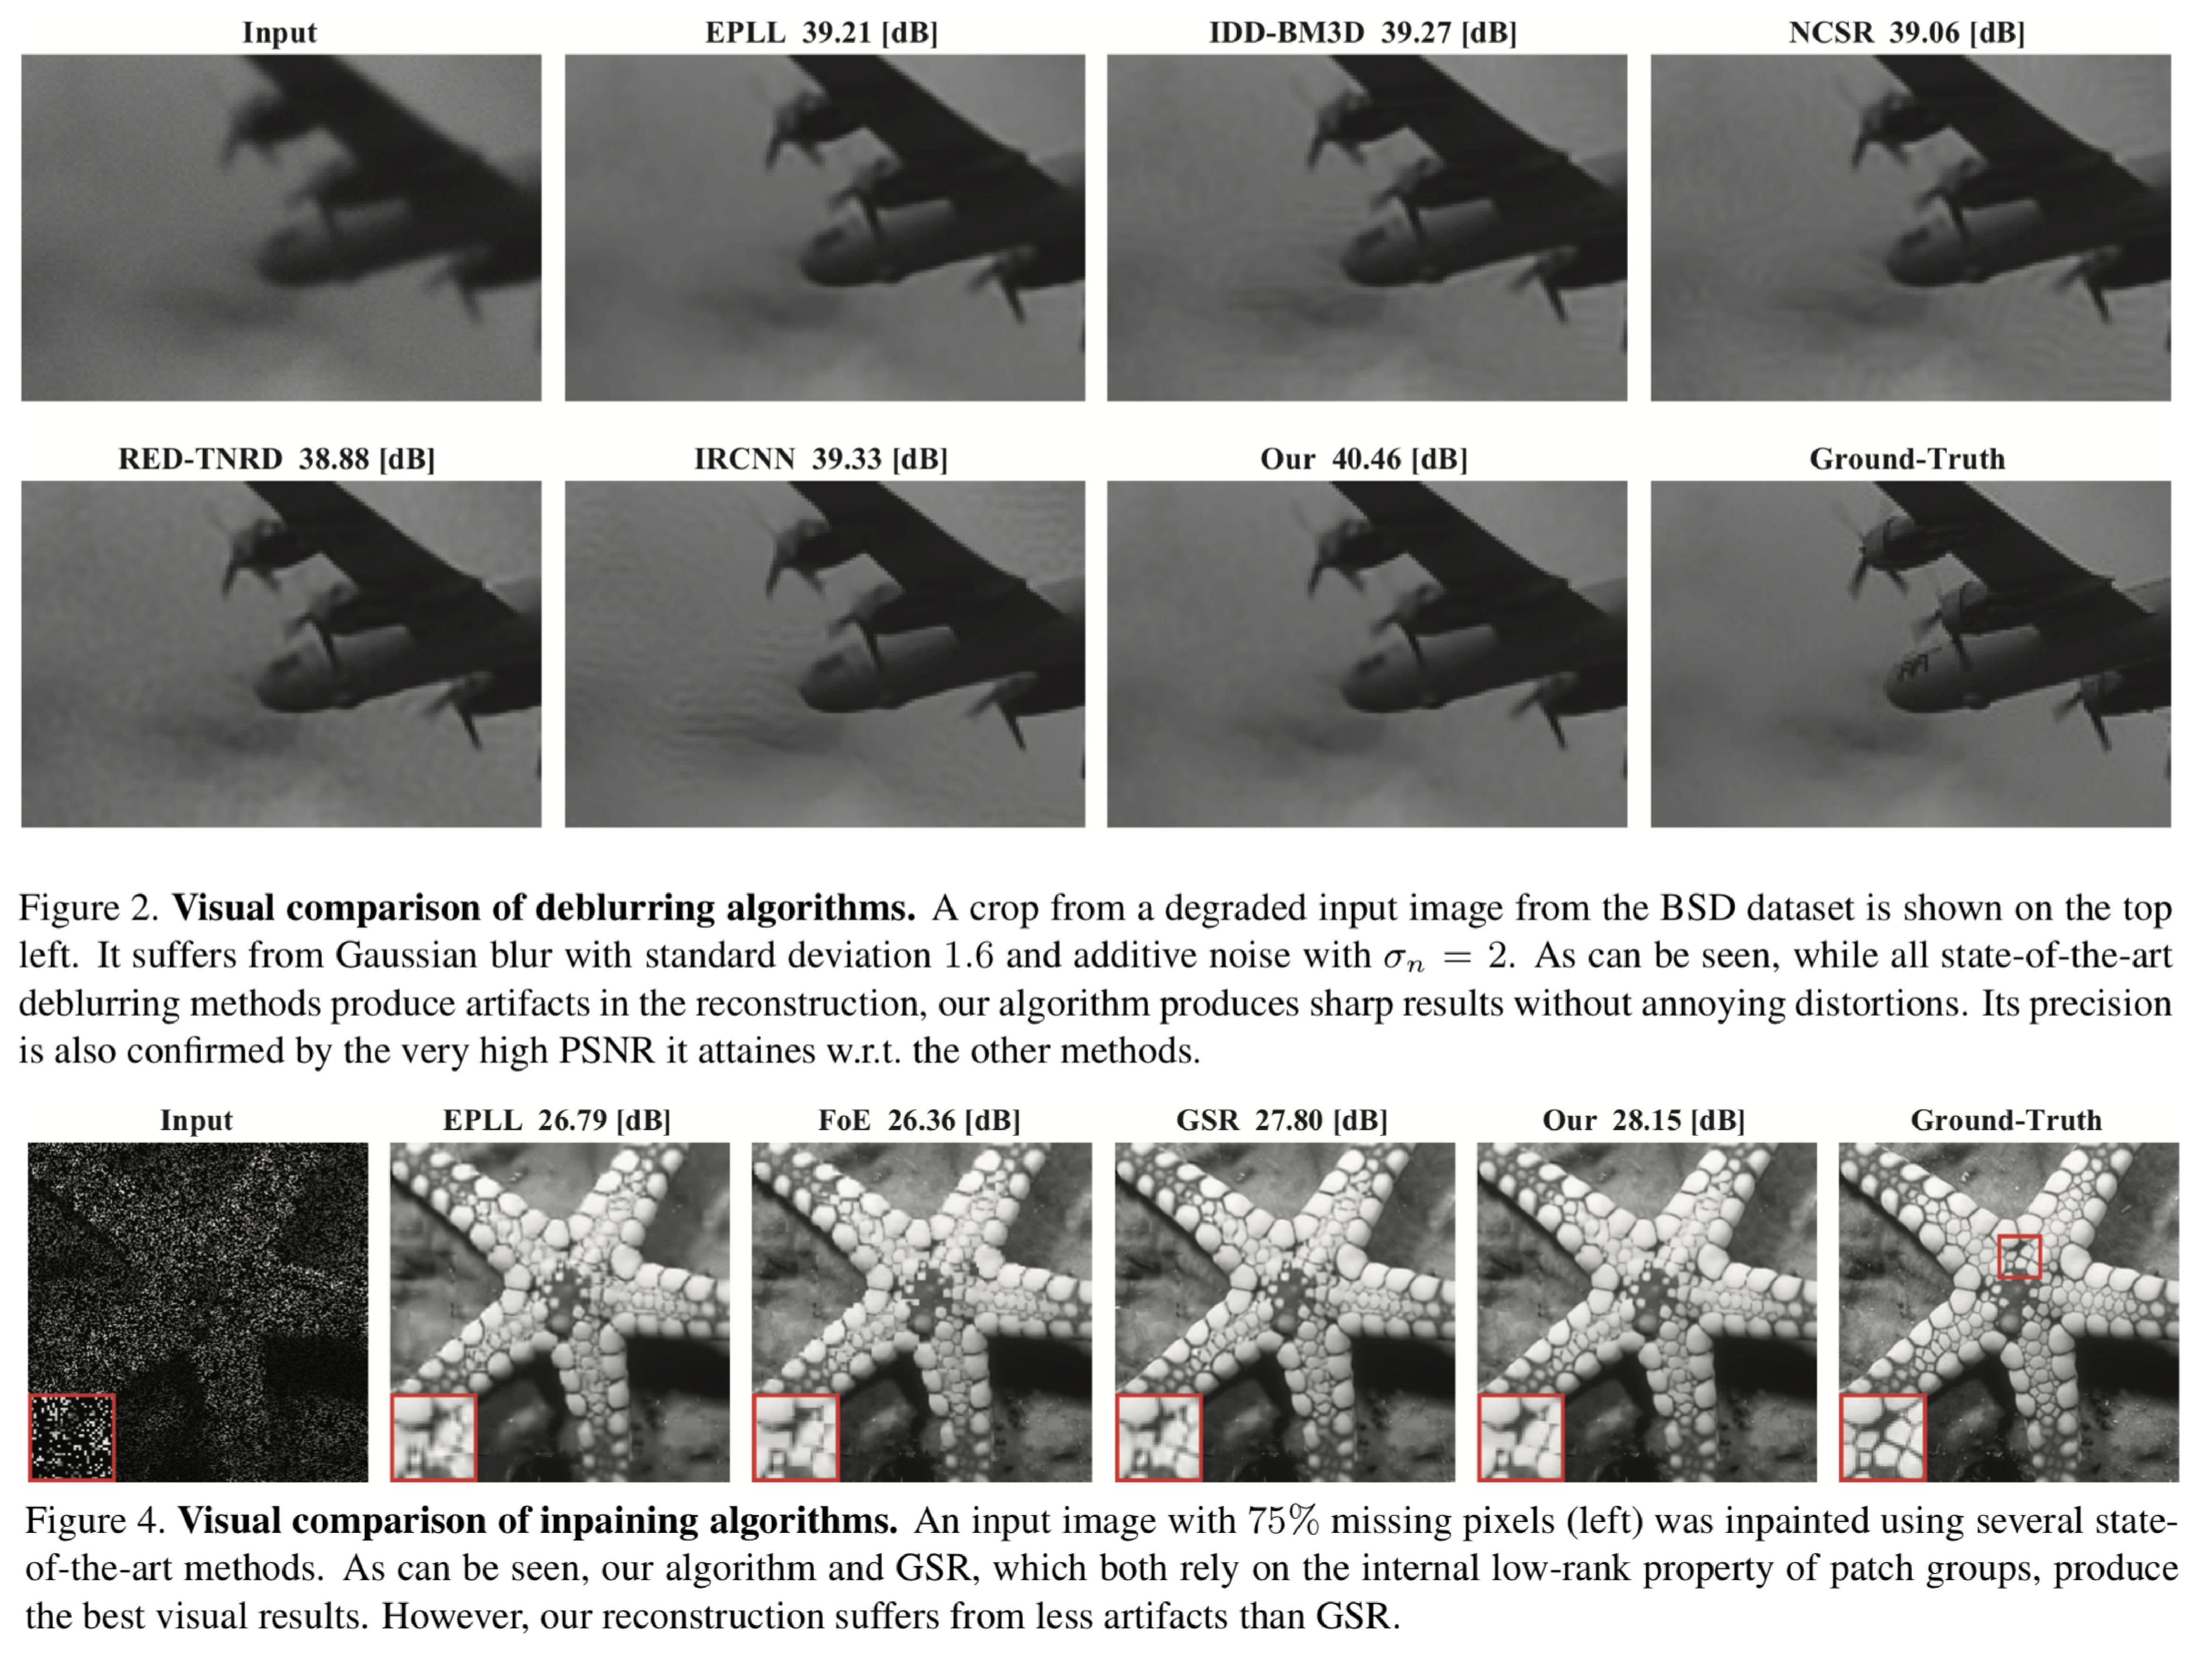 Input
EPLL 39.21 [dB]
IDD-BM3D 39.27 [dB]
NCSR 39.06 [dB]
RED-TNRD 38.88 [dB]
IRCNN 39.33 [dB]
Our 40.46 [dB]
Ground-Truth
Figure 2. Visual comparison of deblurring algorithms. A crop from a degraded input image from the BSD dataset is shown on the top
left. It suffers from Gaussian blur with standard deviation 1.6 and additive noise with σₙ = 2. As can be seen, while all state-of-the-art
deblurring methods produce artifacts in the reconstruction, our algorithm produces sharp results without annoying distortions. Its precision
is also confirmed by the very high PSNR it attaines w.r.t. the other methods.
Input
EPLL 26.79 [dB]
FoE 26.36 [dB]
GSR 27.80 [dB]
Our 28.15 [dB]
Ground-Truth
Figure 4. Visual comparison of inpaining algorithms. An input image with 75% missing pixels (left) was inpainted using several state-
of-the-art methods. As can be seen, our algorithm and GSR, which both rely on the internal low-rank property of patch groups, produce
the best visual results. However, our reconstruction suffers from less artifacts than GSR.